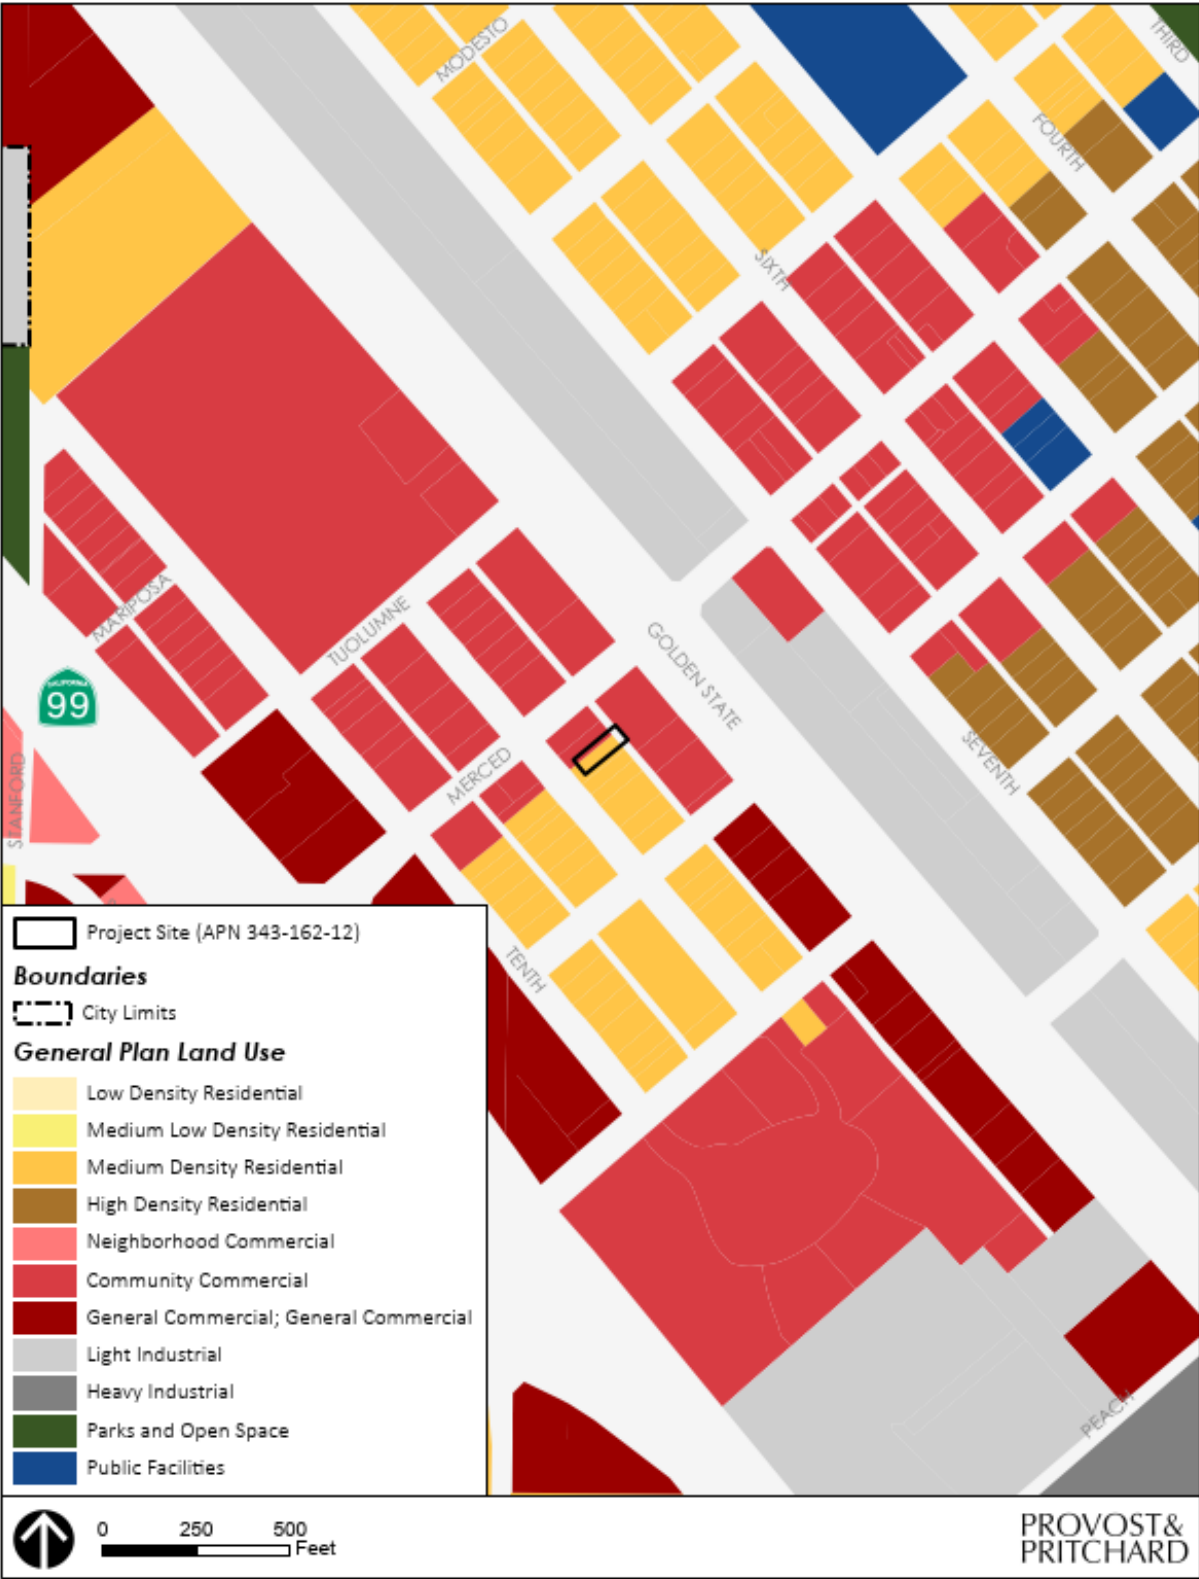 MODESTO
THIRD
FOURTH
SIXTH
MARIPOSA
TUOLUMNE
GOLDEN STATE
CALIFORNIA
99
MERCED
SEVENTH
STANFORD
TENTH
PEACH
Project Site (APN 343-162-12)
Boundaries
City Limits
General Plan Land Use
Low Density Residential
Medium Low Density Residential
Medium Density Residential
High Density Residential
Neighborhood Commercial
Community Commercial
General Commercial; General Commercial
Light Industrial
Heavy Industrial
Parks and Open Space
Public Facilities
0 250 500
Feet
PROVOST&
PRITCHARD